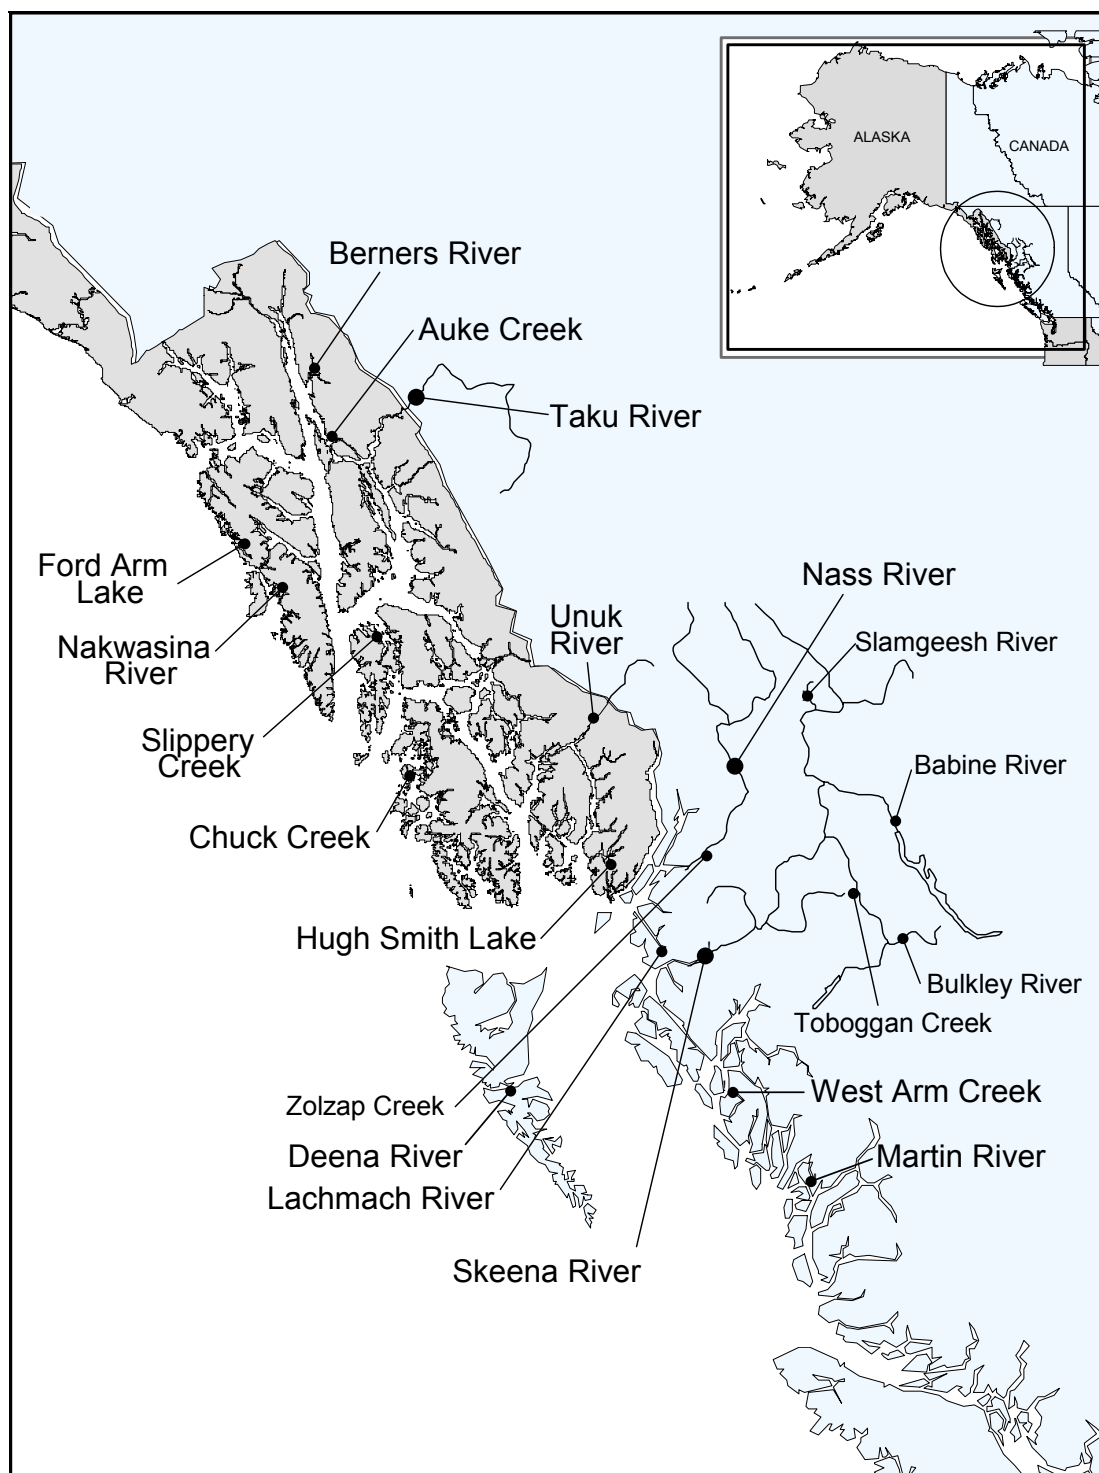 ALASKA
CANADA
Berners River
Auke Creek
Taku River
Ford Arm
Lake
Nakwasina
River
Slippery
Creek
Chuck Creek
Unuk
River
Nass River
Slamgeesh River
Babine River
Hugh Smith Lake
Bulkley River
Toboggan Creek
Zolzap Creek
West Arm Creek
Deena River
Martin River
Lachmach River
Skeena River